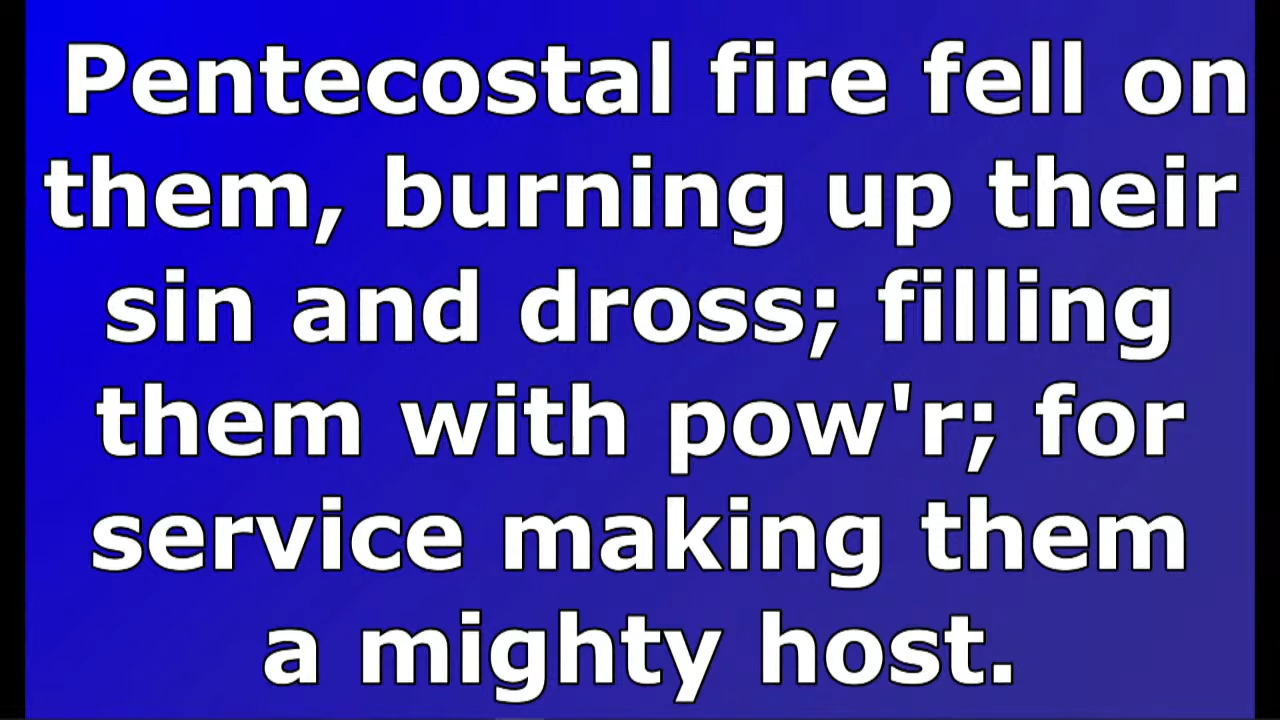 Pentecostal fire fell on
them, burning up their
sin and dross; filling
them with pow'r; for
service making them
a mighty host.